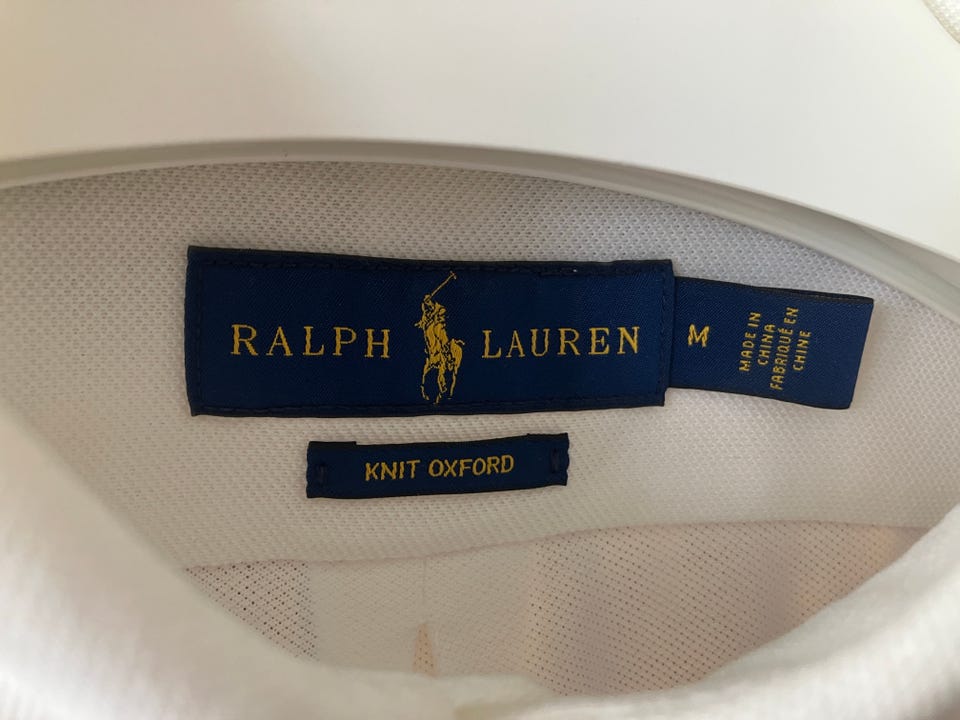 RALPH LAUREN
M
MADE IN
CHINA
FABRIQUÉ EN
CHINE
KNIT OXFORD